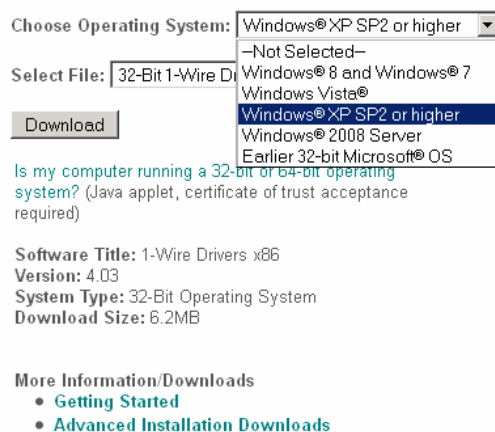 Choose Operating System: Windows® XP SP2 or higher
–Not Selected–
Windows® 8 and Windows® 7
Windows Vista®
Windows® XP SP2 or higher
Windows® 2008 Server
Earlier 32-bit Microsoft® OS
Select File: 32-Bit 1-Wire
Download
Is my computer running a 32-bit or 64-bit operating
system? (Java applet, certificate of trust acceptance
required)
Software Title: 1-Wire Drivers x86
Version: 4.03
System Type: 32-Bit Operating System
Download Size: 6.2MB
More Information/Downloads
• Getting Started
• Advanced Installation Downloads